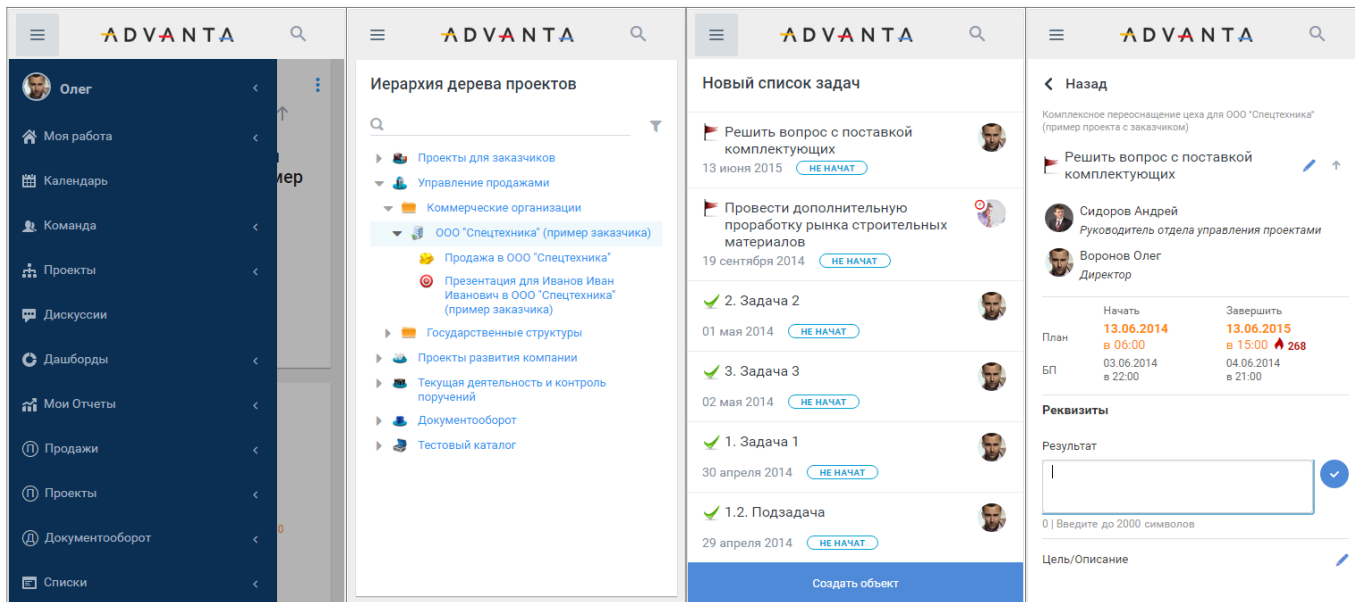 ADVANTA
Олег
Моя работа
Календарь
Команда
Проекты
Дискуссии
Дашборды
Мои Отчеты
Продажи
Проекты
Документооборот
Списки
мер
0
ADVANTA
Иерархия дерева проектов
Проекты для заказчиков
Управление продажами
Коммерческие организации
ООО "Спецтехника" (пример заказчика)
Продажа в ООО "Спецтехника"
Презентация для Иванов Иван
Иванович в ООО "Спецтехника"
(пример заказчика)
Государственные структуры
Проекты развития компании
Текущая деятельность и контроль
поручений
Документооборот
Тестовый каталог
ADVANTA
Новый список задач
Решить вопрос с поставкой
комплектующих
13 июня 2015 НЕ НАЧАТ
Провести дополнительную
проработку рынка строительных
материалов
19 сентября 2014 НЕ НАЧАТ
2. Задача 2
01 мая 2014 НЕ НАЧАТ
3. Задача 3
02 мая 2014 НЕ НАЧАТ
1. Задача 1
30 апреля 2014 НЕ НАЧАТ
1.2. Подзадача
29 апреля 2014 НЕ НАЧАТ
Создать объект
ADVANTA
Назад
Комплексное переоснащение цеха для ООО "Спецтехника"
(пример проекта с заказчиком)
Решить вопрос с поставкой
комплектующих
Сидоров Андрей
Руководитель отдела управления проектами
Воронов Олег
Директор
Начать Завершить
План 13.06.2014 13.06.2015
в 06:00 в 15:00 268
БП 03.06.2014 04.06.2014
в 22:00 в 21:00
Реквизиты
Результат
0 | Введите до 2000 символов
Цель/Описание